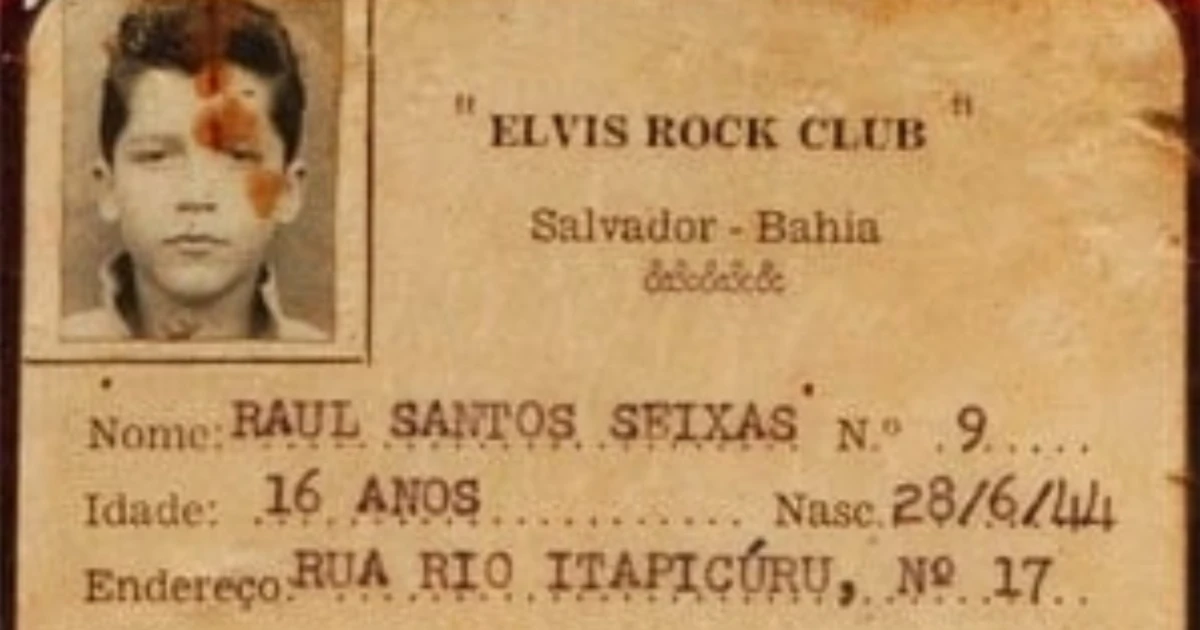 " ELVIS ROCK CLUB "
Salvador - Bahia
Nome: RAUL SANTOS SEIXAS N.º 9
Idade: 16 ANOS Nasc. 28/6/44
Endereço: RUA RIO ITAPICÚRU, Nº 17